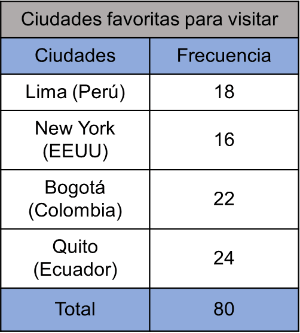 Ciudades favoritas para visitar
Ciudades Frecuencia
Lima (Perú) 18
New York
(EEUU) 16
Bogotá
(Colombia) 22
Quito
(Ecuador) 24
Total 80